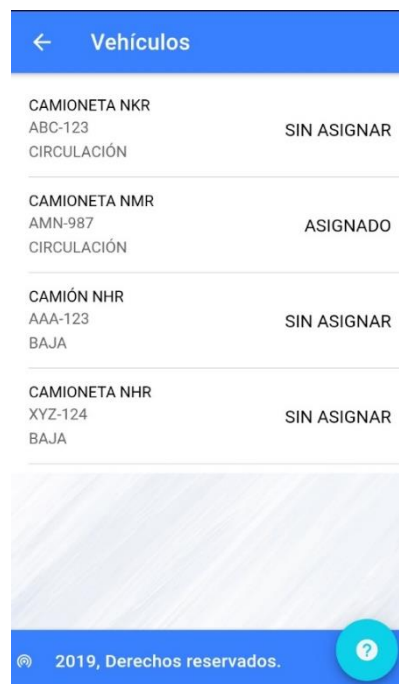 Vehículos
CAMIONETA NKR
ABC-123
SIN ASIGNAR
CIRCULACIÓN
CAMIONETA NMR
AMN-987
ASIGNADO
CIRCULACIÓN
CAMIÓN NHR
AAA-123
SIN ASIGNAR
BAJA
CAMIONETA NHR
XYZ-124
SIN ASIGNAR
BAJA
2019, Derechos reservados.
?